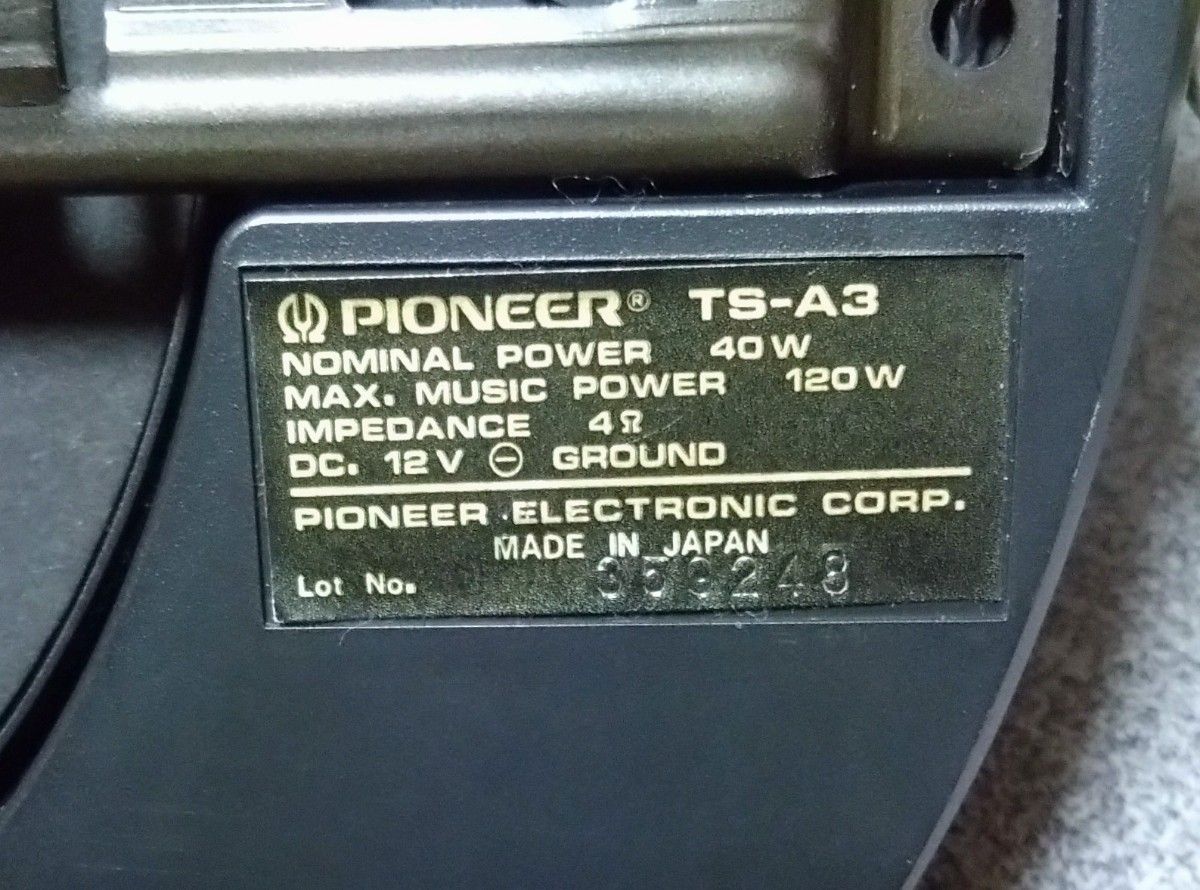 PIONEER® TS-A3
NOMINAL POWER 40W
MAX. MUSIC POWER 120W
IMPEDANCE 4Ω
DC. 12V ⊖ GROUND
PIONEER ELECTRONIC CORP.
MADE IN JAPAN
Lot No. 359248